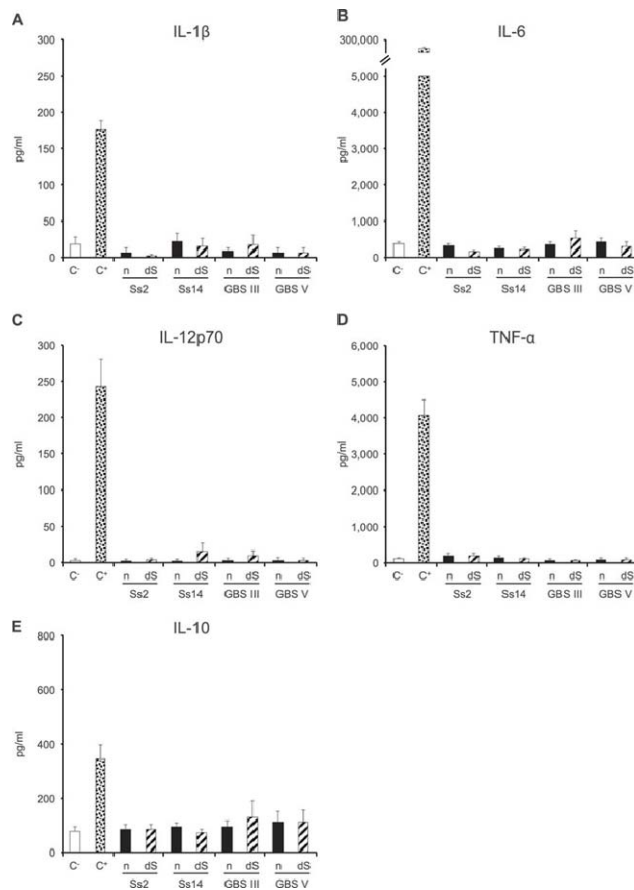 A
IL-1β
300
250
200
150
100
50
0
pg/ml
C- C+ n dS n dS n dS n dS
Ss2 Ss14 GBS III GBS V
B
IL-6
300,000
5,000
4,000
3,000
2,000
1,000
0
pg/ml
C- C+ n dS n dS n dS n dS
Ss2 Ss14 GBS III GBS V
C
IL-12p70
300
250
200
150
100
50
0
pg/ml
C- C+ n dS n dS n dS n dS
Ss2 Ss14 GBS III GBS V
D
TNF-α
6,000
5,000
4,000
3,000
2,000
1,000
0
pg/ml
C- C+ n dS n dS n dS n dS
Ss2 Ss14 GBS III GBS V
E
IL-10
800
600
400
200
0
pg/ml
C- C+ n dS n dS n dS n dS
Ss2 Ss14 GBS III GBS V